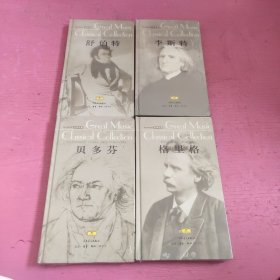 Great Music
Classical Collection
舒伯特
Great Music
Classical Collection
李斯特
Great Music
Classical Collection
贝多芬
Great Music
Classical Collection
格里格